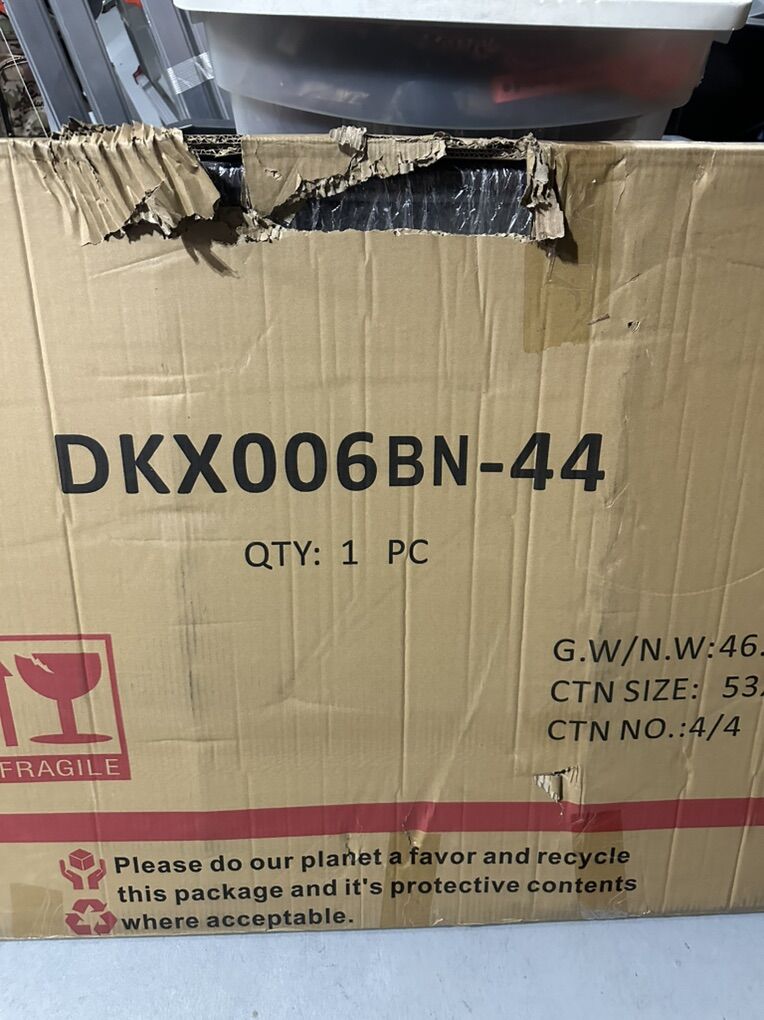 DKX006BN-44
QTY: 1 PC
FRAGILE
G.W/N.W:46.
CTN SIZE: 53
CTN NO.:4/4
Please do our planet a favor and recycle
this package and it's protective contents
where acceptable.